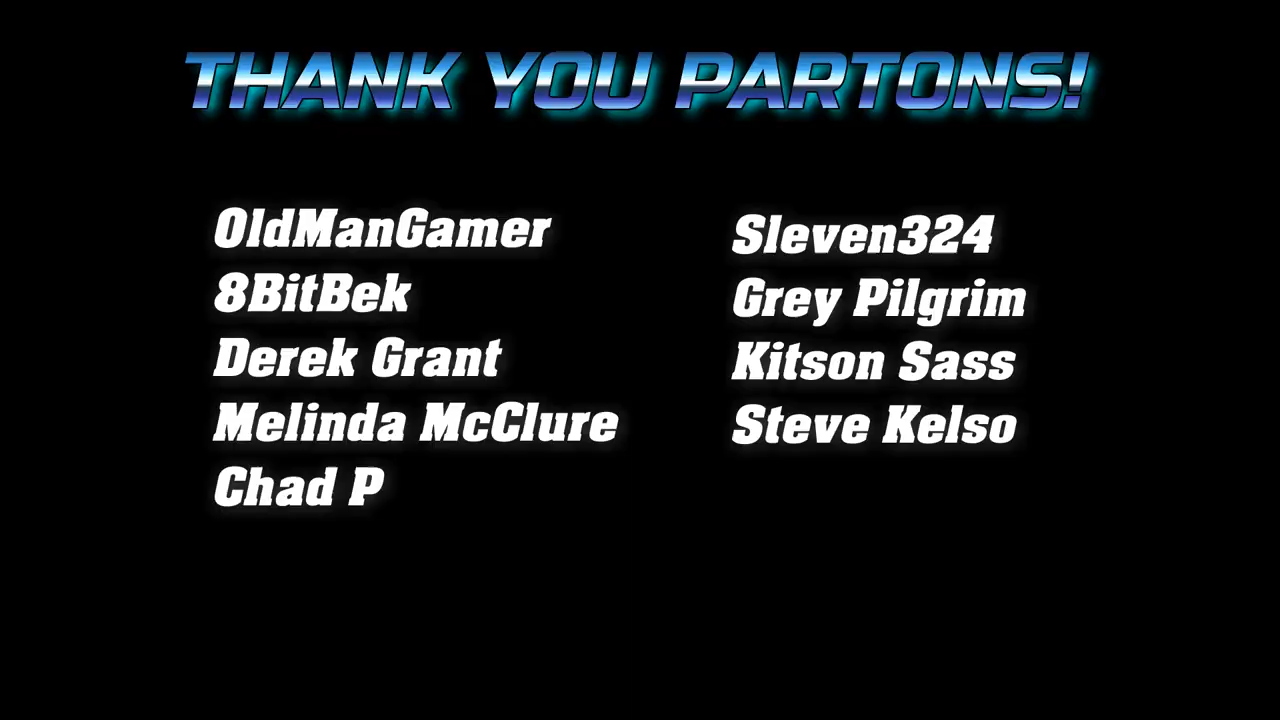 THANK YOU PARTONS!
OldManGamer
8BitBek
Derek Grant
Melinda McClure
Chad P
Sleven324
Grey Pilgrim
Kitson Sass
Steve Kelso